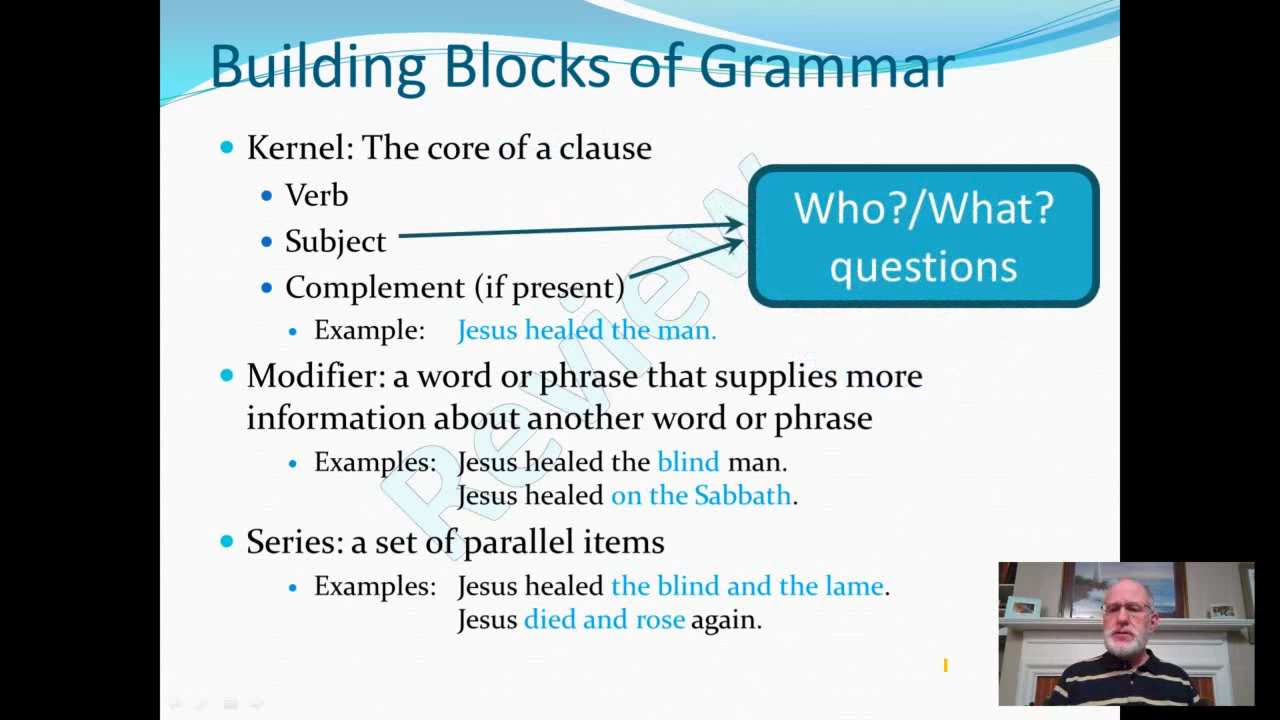 Building Blocks of Grammar
Kernel: The core of a clause
Verb
Subject
Complement (if present)
Who?/What?
questions
Example: Jesus healed the man.
Modifier: a word or phrase that supplies more
information about another word or phrase
Examples: Jesus healed the blind man.
Jesus healed on the Sabbath.
Series: a set of parallel items
Examples: Jesus healed the blind and the lame.
Jesus died and rose again.
Review